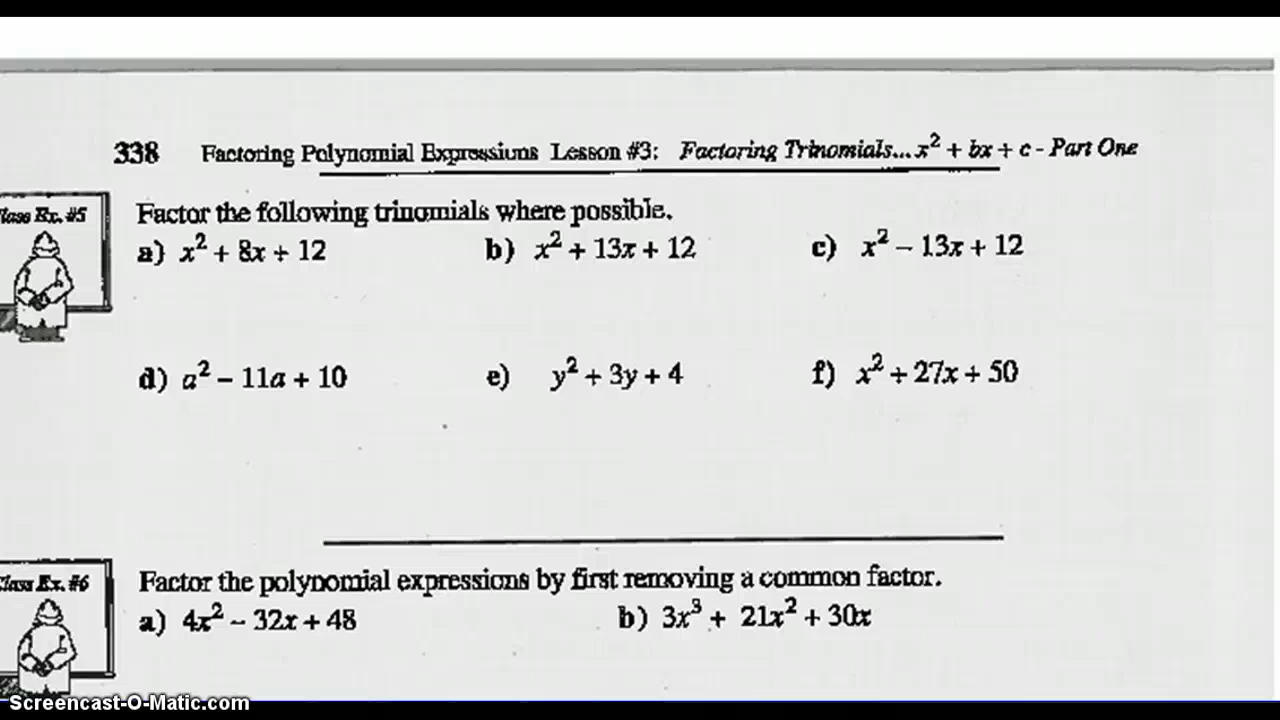 338 Factoring Polynomial Expressions Lesson #3: Factoring Trinomials...x² + bx + c - Part One
lass Ex. #5
Factor the following trinomials where possible.
a) x² + 8x + 12 b) x² + 13x + 12 c) x² – 13x + 12
d) a² – 11a + 10 e) y² + 3y + 4 f) x² + 27x + 50
Class Ex. #6
Factor the polynomial expressions by first removing a common factor.
a) 4x² – 32x + 48 b) 3x³ + 21x² + 30x
Screencast-O-Matic.com